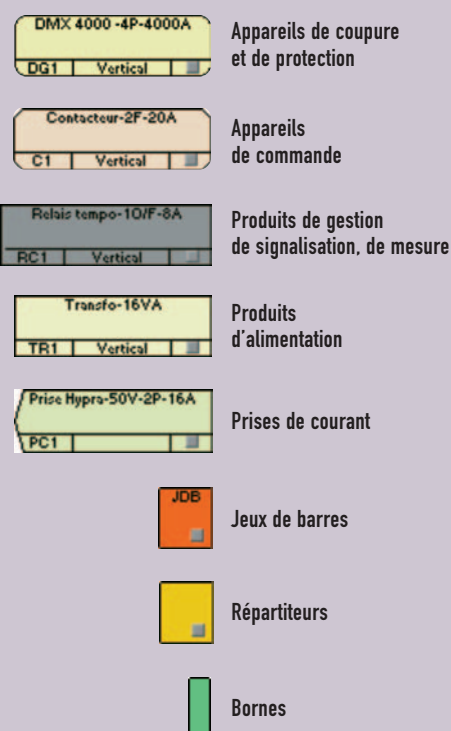 DMX 4000 -4P-4000A
DG1 Vertical
Appareils de coupure
et de protection
Contacteur-2F-20A
C1 Vertical
Appareils
de commande
Relais tempo-10/F-8A
RC1 Vertical
Produits de gestion
de signalisation, de mesure
Transfo-16VA
TR1 Vertical
Produits
d'alimentation
Prise Hypra-50V-2P-16A
PC1
Prises de courant
JDB
Jeux de barres
Répartiteurs
Bornes